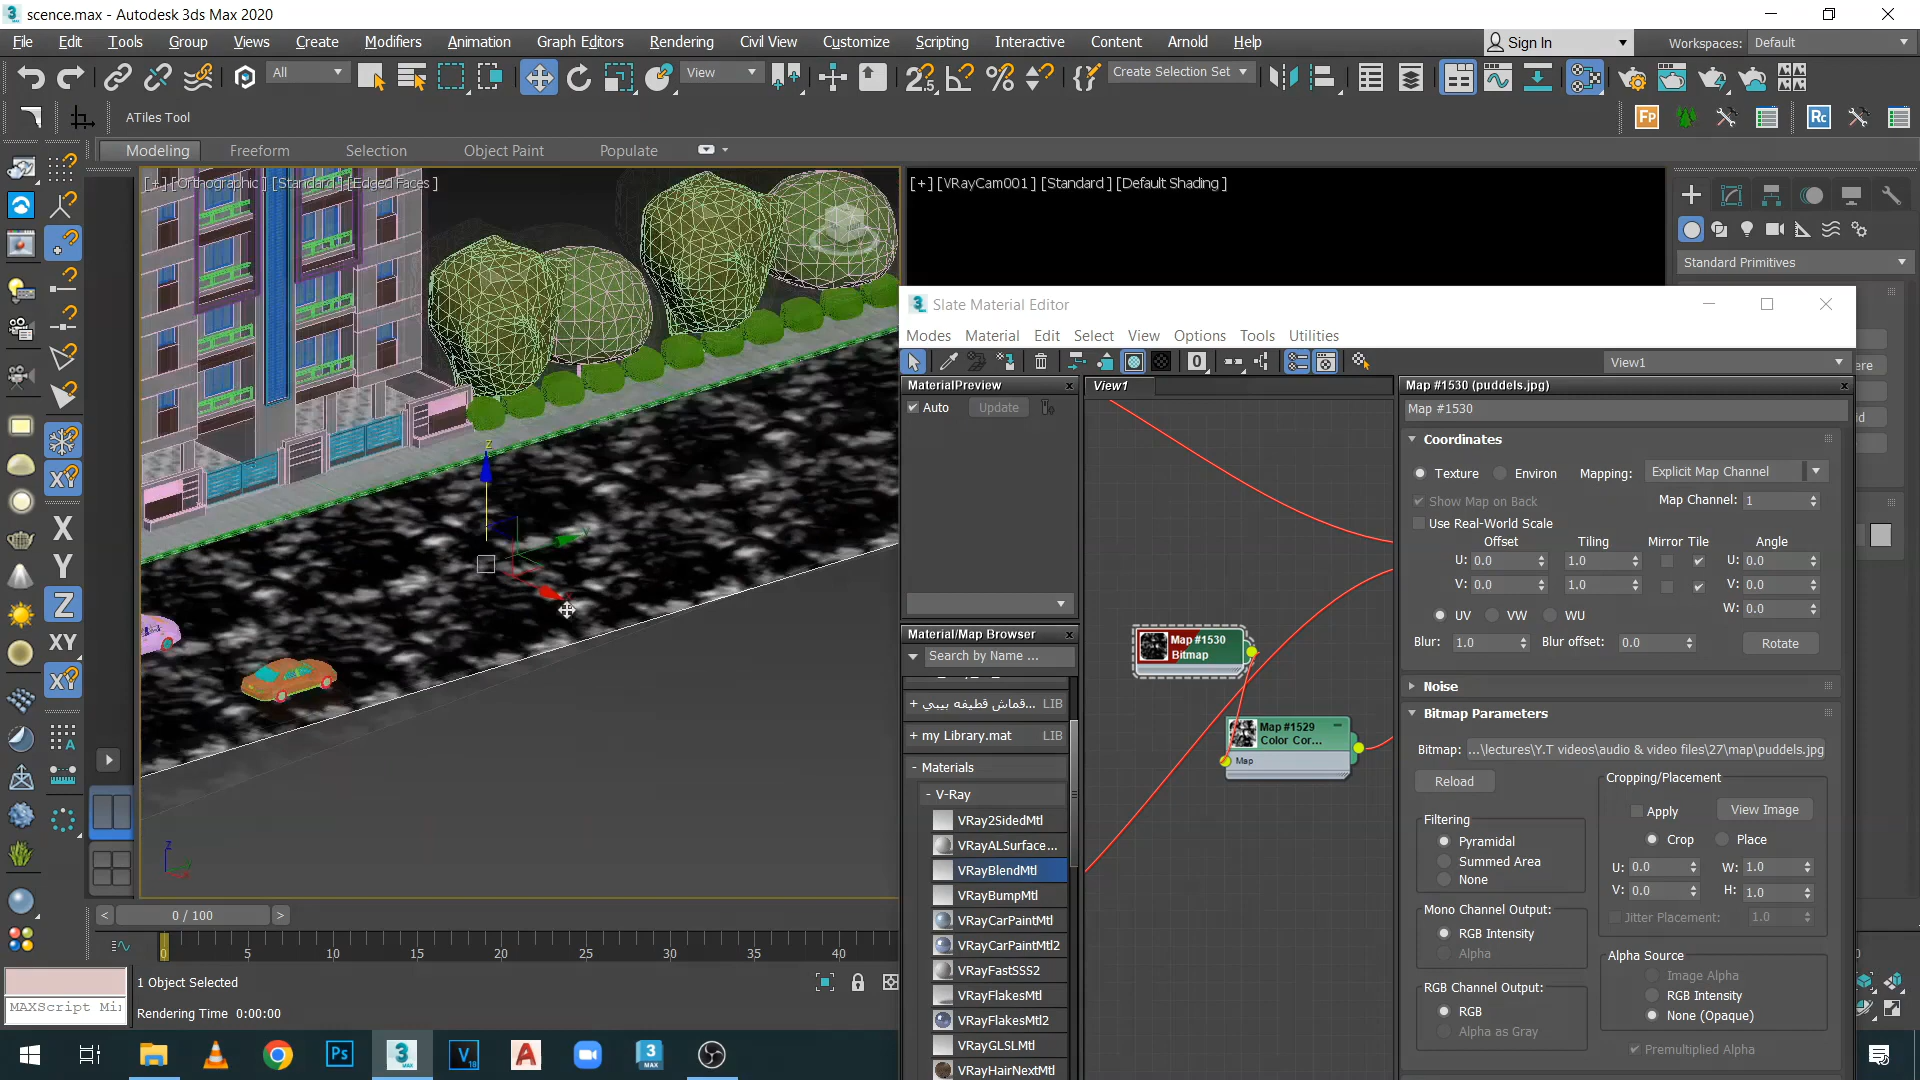 scence.max - Autodesk 3ds Max 2020
File Edit Tools Group Views Create Modifiers Animation Graph Editors Rendering Civil View Customize Scripting Interactive Content Arnold Help
Sign In
Workspaces: Default
All
View
Create Selection Set
ATiles Tool
FP
Rc
Modeling Freeform Selection Object Paint Populate
[+] [Orthographic ] [Standard ] [Edged Faces ]
[+] [VRayCam001 ] [Standard ] [Default Shading ]
Standard Primitives
Slate Material Editor
Modes Material Edit Select View Options Tools Utilities
View1
MaterialPreview
View1
Map #1530 (puddels.jpg)
Auto
Update
Map #1530
Coordinates
Texture Environ Mapping: Explicit Map Channel
Show Map on Back Map Channel: 1
Use Real-World Scale
Offset Tiling Mirror Tile Angle
U: 0.0 1.0 U: 0.0
V: 0.0 1.0 V: 0.0
W: 0.0
UV VW WU
Blur: 1.0 Blur offset: 0.0 Rotate
Noise
Bitmap Parameters
Bitmap: ...\lectures\Y.T videos\audio & video files\27\map\puddels.jpg
Reload
Cropping/Placement
Apply View Image
Filtering
Pyramidal
Summed Area
None
Crop Place
U: 0.0 W: 1.0
V: 0.0 H: 1.0
Jitter Placement: 1.0
Mono Channel Output:
RGB Intensity
Alpha
RGB Channel Output:
RGB
Alpha as Gray
Alpha Source
Image Alpha
RGB Intensity
None (Opaque)
Premultiplied Alpha
Map #1530
Bitmap
Map #1529
Color Cor...
Map
Material/Map Browser
Search by Name ...
+ قماش قطيفه بيبي... LIB
+ my Library.mat LIB
- Materials
- V-Ray
VRay2SidedMtl
VRayALSurface...
VRayBlendMtl
VRayBumpMtl
VRayCarPaintMtl
VRayCarPaintMtl2
VRayFastSSS2
VRayFlakesMtl
VRayFlakesMtl2
VRayGLSLMtl
VRayHairNextMtl
X
Y
Z
XY
0 / 100
0 5 10 15 20 25 30 35 40
1 Object Selected
MAXScript Mi
Rendering Time 0:00:00